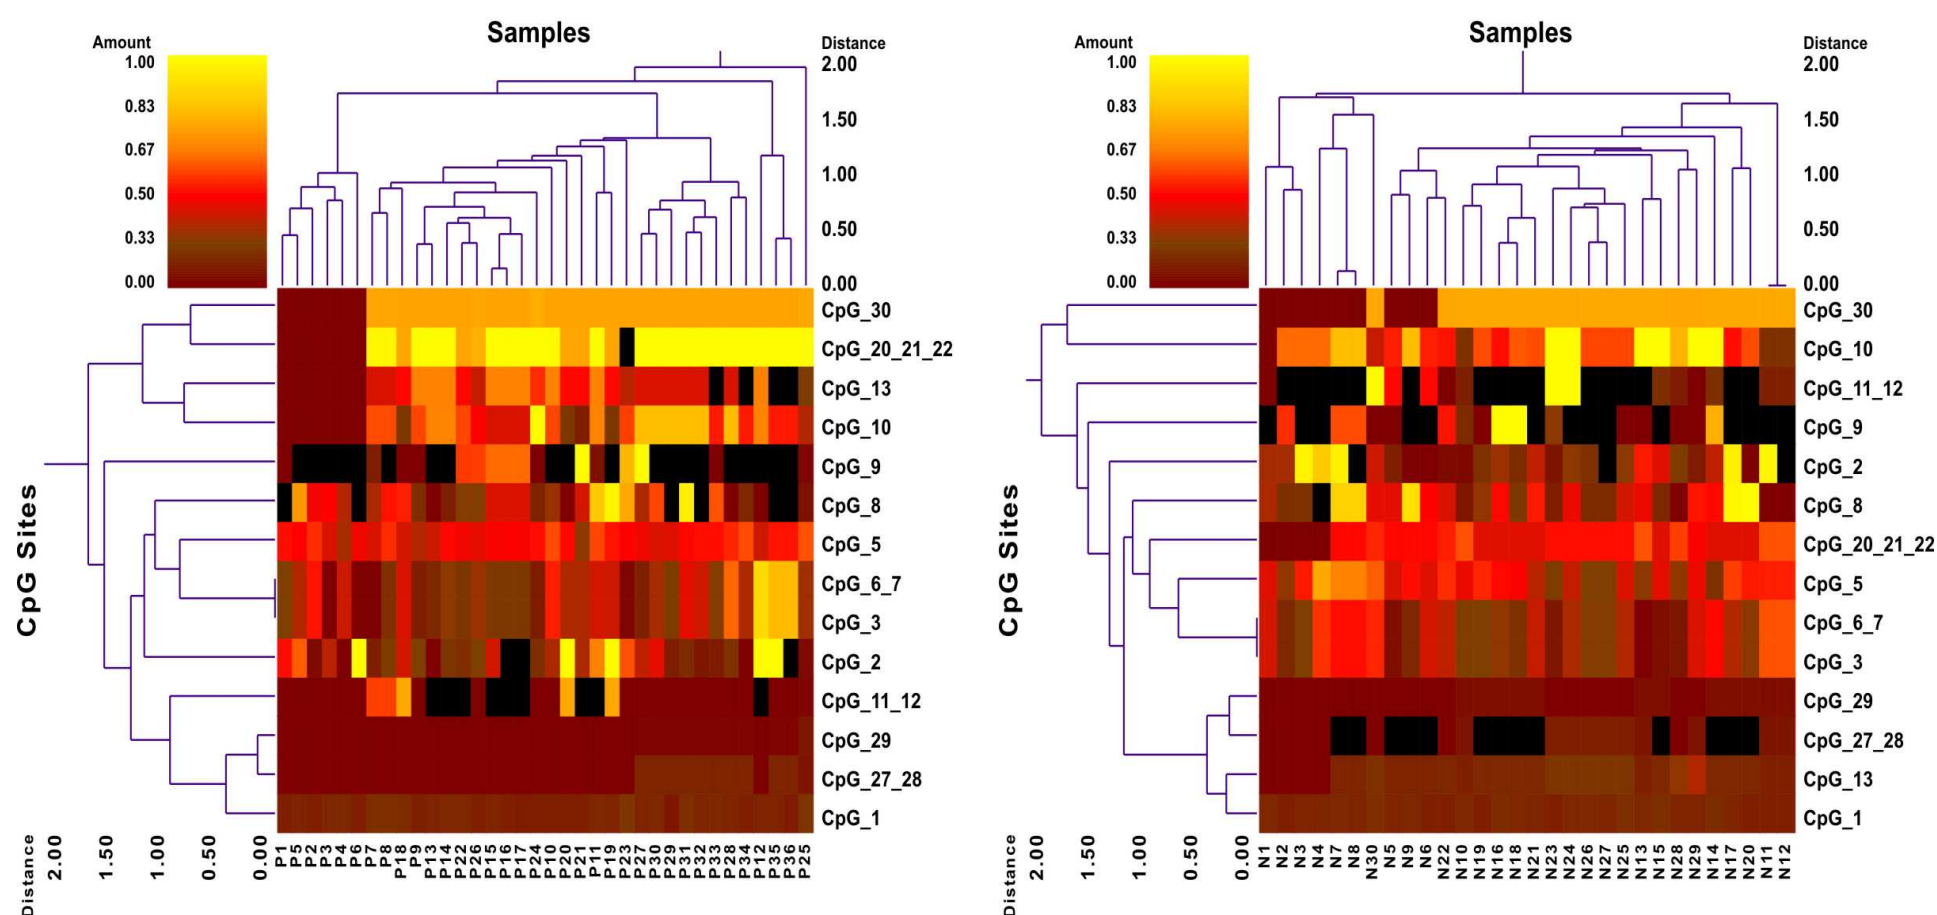 Samples
Amount
1.00
0.83
0.67
0.50
0.33
0.00
Distance
2.00
1.50
1.00
0.50
0.00
CpG_30
CpG_20_21_22
CpG_13
CpG_10
CpG_9
CpG_8
CpG_5
CpG_6_7
CpG_3
CpG_2
CpG_11_12
CpG_29
CpG_27_28
CpG_1
CpG Sites
Distance
2.00
1.50
1.00
0.50
0.00
P1
P5
P2
P3
P4
P6
P7
P8
P18
P9
P13
P14
P22
P26
P15
P16
P17
P24
P10
P20
P21
P11
P19
P23
P27
P30
P29
P31
P32
P33
P28
P34
P12
P35
P36
P25
Samples
Amount
1.00
0.83
0.67
0.50
0.33
0.00
Distance
2.00
1.50
1.00
0.50
0.00
CpG_30
CpG_10
CpG_11_12
CpG_9
CpG_2
CpG_8
CpG_20_21_22
CpG_5
CpG_6_7
CpG_3
CpG_29
CpG_27_28
CpG_13
CpG_1
CpG Sites
Distance
2.00
1.50
1.00
0.50
0.00
N1
N2
N3
N4
N7
N8
N30
N5
N9
N6
N22
N10
N19
N16
N18
N21
N23
N24
N26
N27
N25
N13
N15
N28
N29
N14
N17
N20
N11
N12